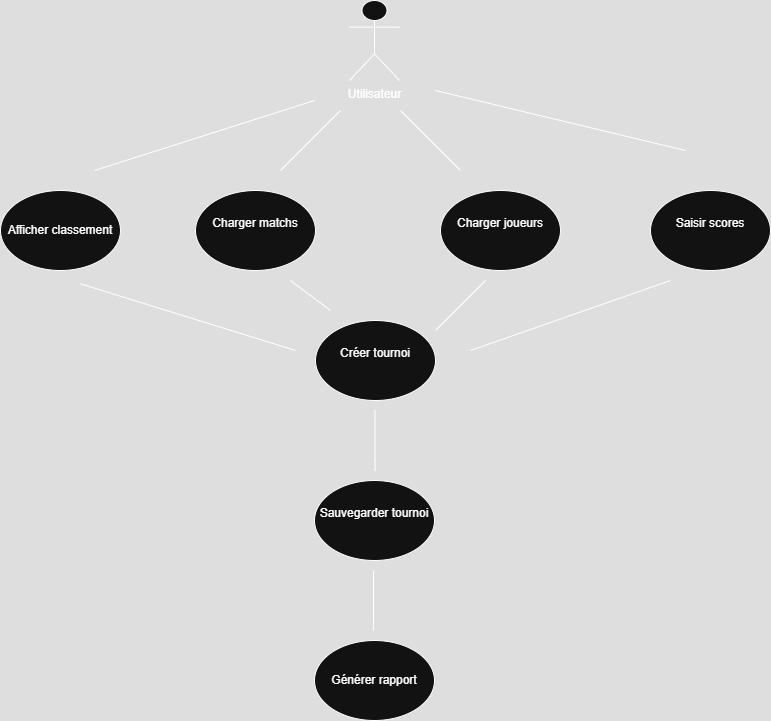 Utilisateur
Afficher classement
Charger matchs
Charger joueurs
Saisir scores
Créer tournoi
Sauvegarder tournoi
Générer rapport